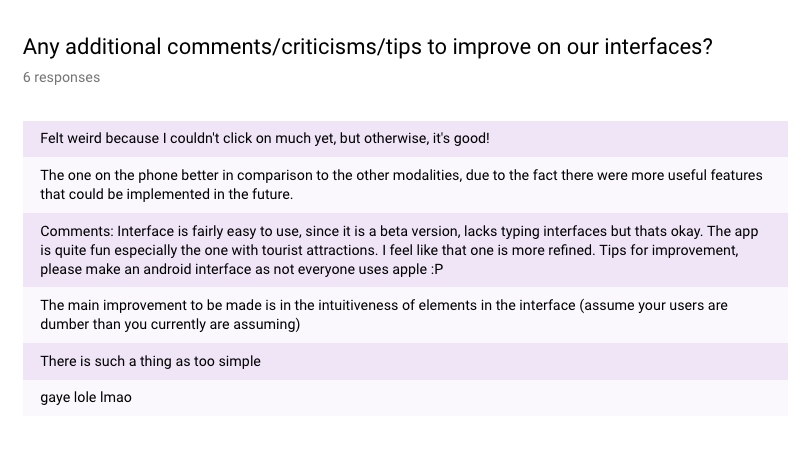 Any additional comments/criticisms/tips to improve on our interfaces?
6 responses
Felt weird because I couldn't click on much yet, but otherwise, it's good!
The one on the phone better in comparison to the other modalities, due to the fact there were more useful features
that could be implemented in the future.
Comments: Interface is fairly easy to use, since it is a beta version, lacks typing interfaces but thats okay. The app
is quite fun especially the one with tourist attractions. I feel like that one is more refined. Tips for improvement,
please make an android interface as not everyone uses apple :P
The main improvement to be made is in the intuitiveness of elements in the interface (assume your users are
dumber than you currently are assuming)
There is such a thing as too simple
gaye lole lmao